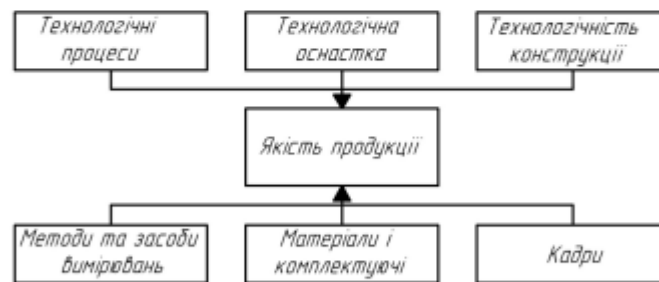 Технологічні
процеси
Технологічна
оснастка
Технологічність
конструкції
Якість продукції
Методи та засоби
вимірювань
Матеріали і
комплектуючі
Кадри